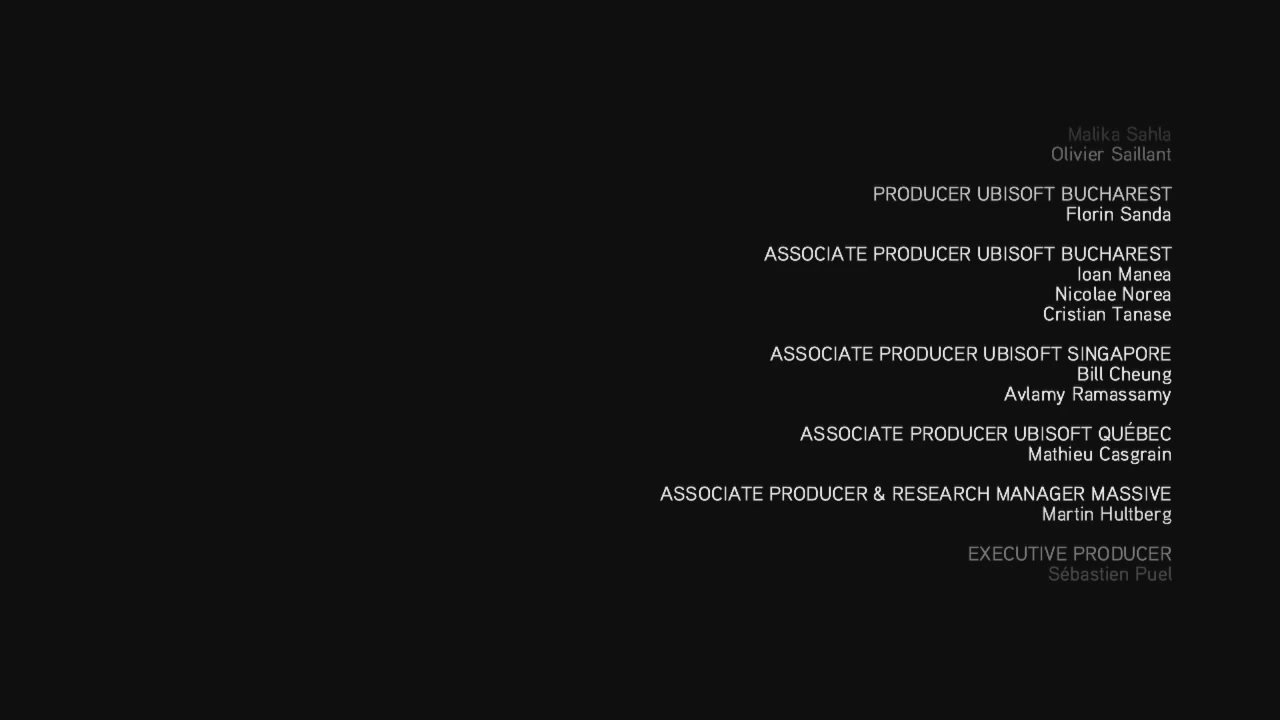 Malika Sahla
Olivier Saillant
PRODUCER UBISOFT BUCHAREST
Florin Sanda
ASSOCIATE PRODUCER UBISOFT BUCHAREST
Ioan Manea
Nicolae Norea
Cristian Tanase
ASSOCIATE PRODUCER UBISOFT SINGAPORE
Bill Cheung
Avlamy Ramassamy
ASSOCIATE PRODUCER UBISOFT QUÉBEC
Mathieu Casgrain
ASSOCIATE PRODUCER & RESEARCH MANAGER MASSIVE
Martin Hultberg
EXECUTIVE PRODUCER
Sébastien Puel